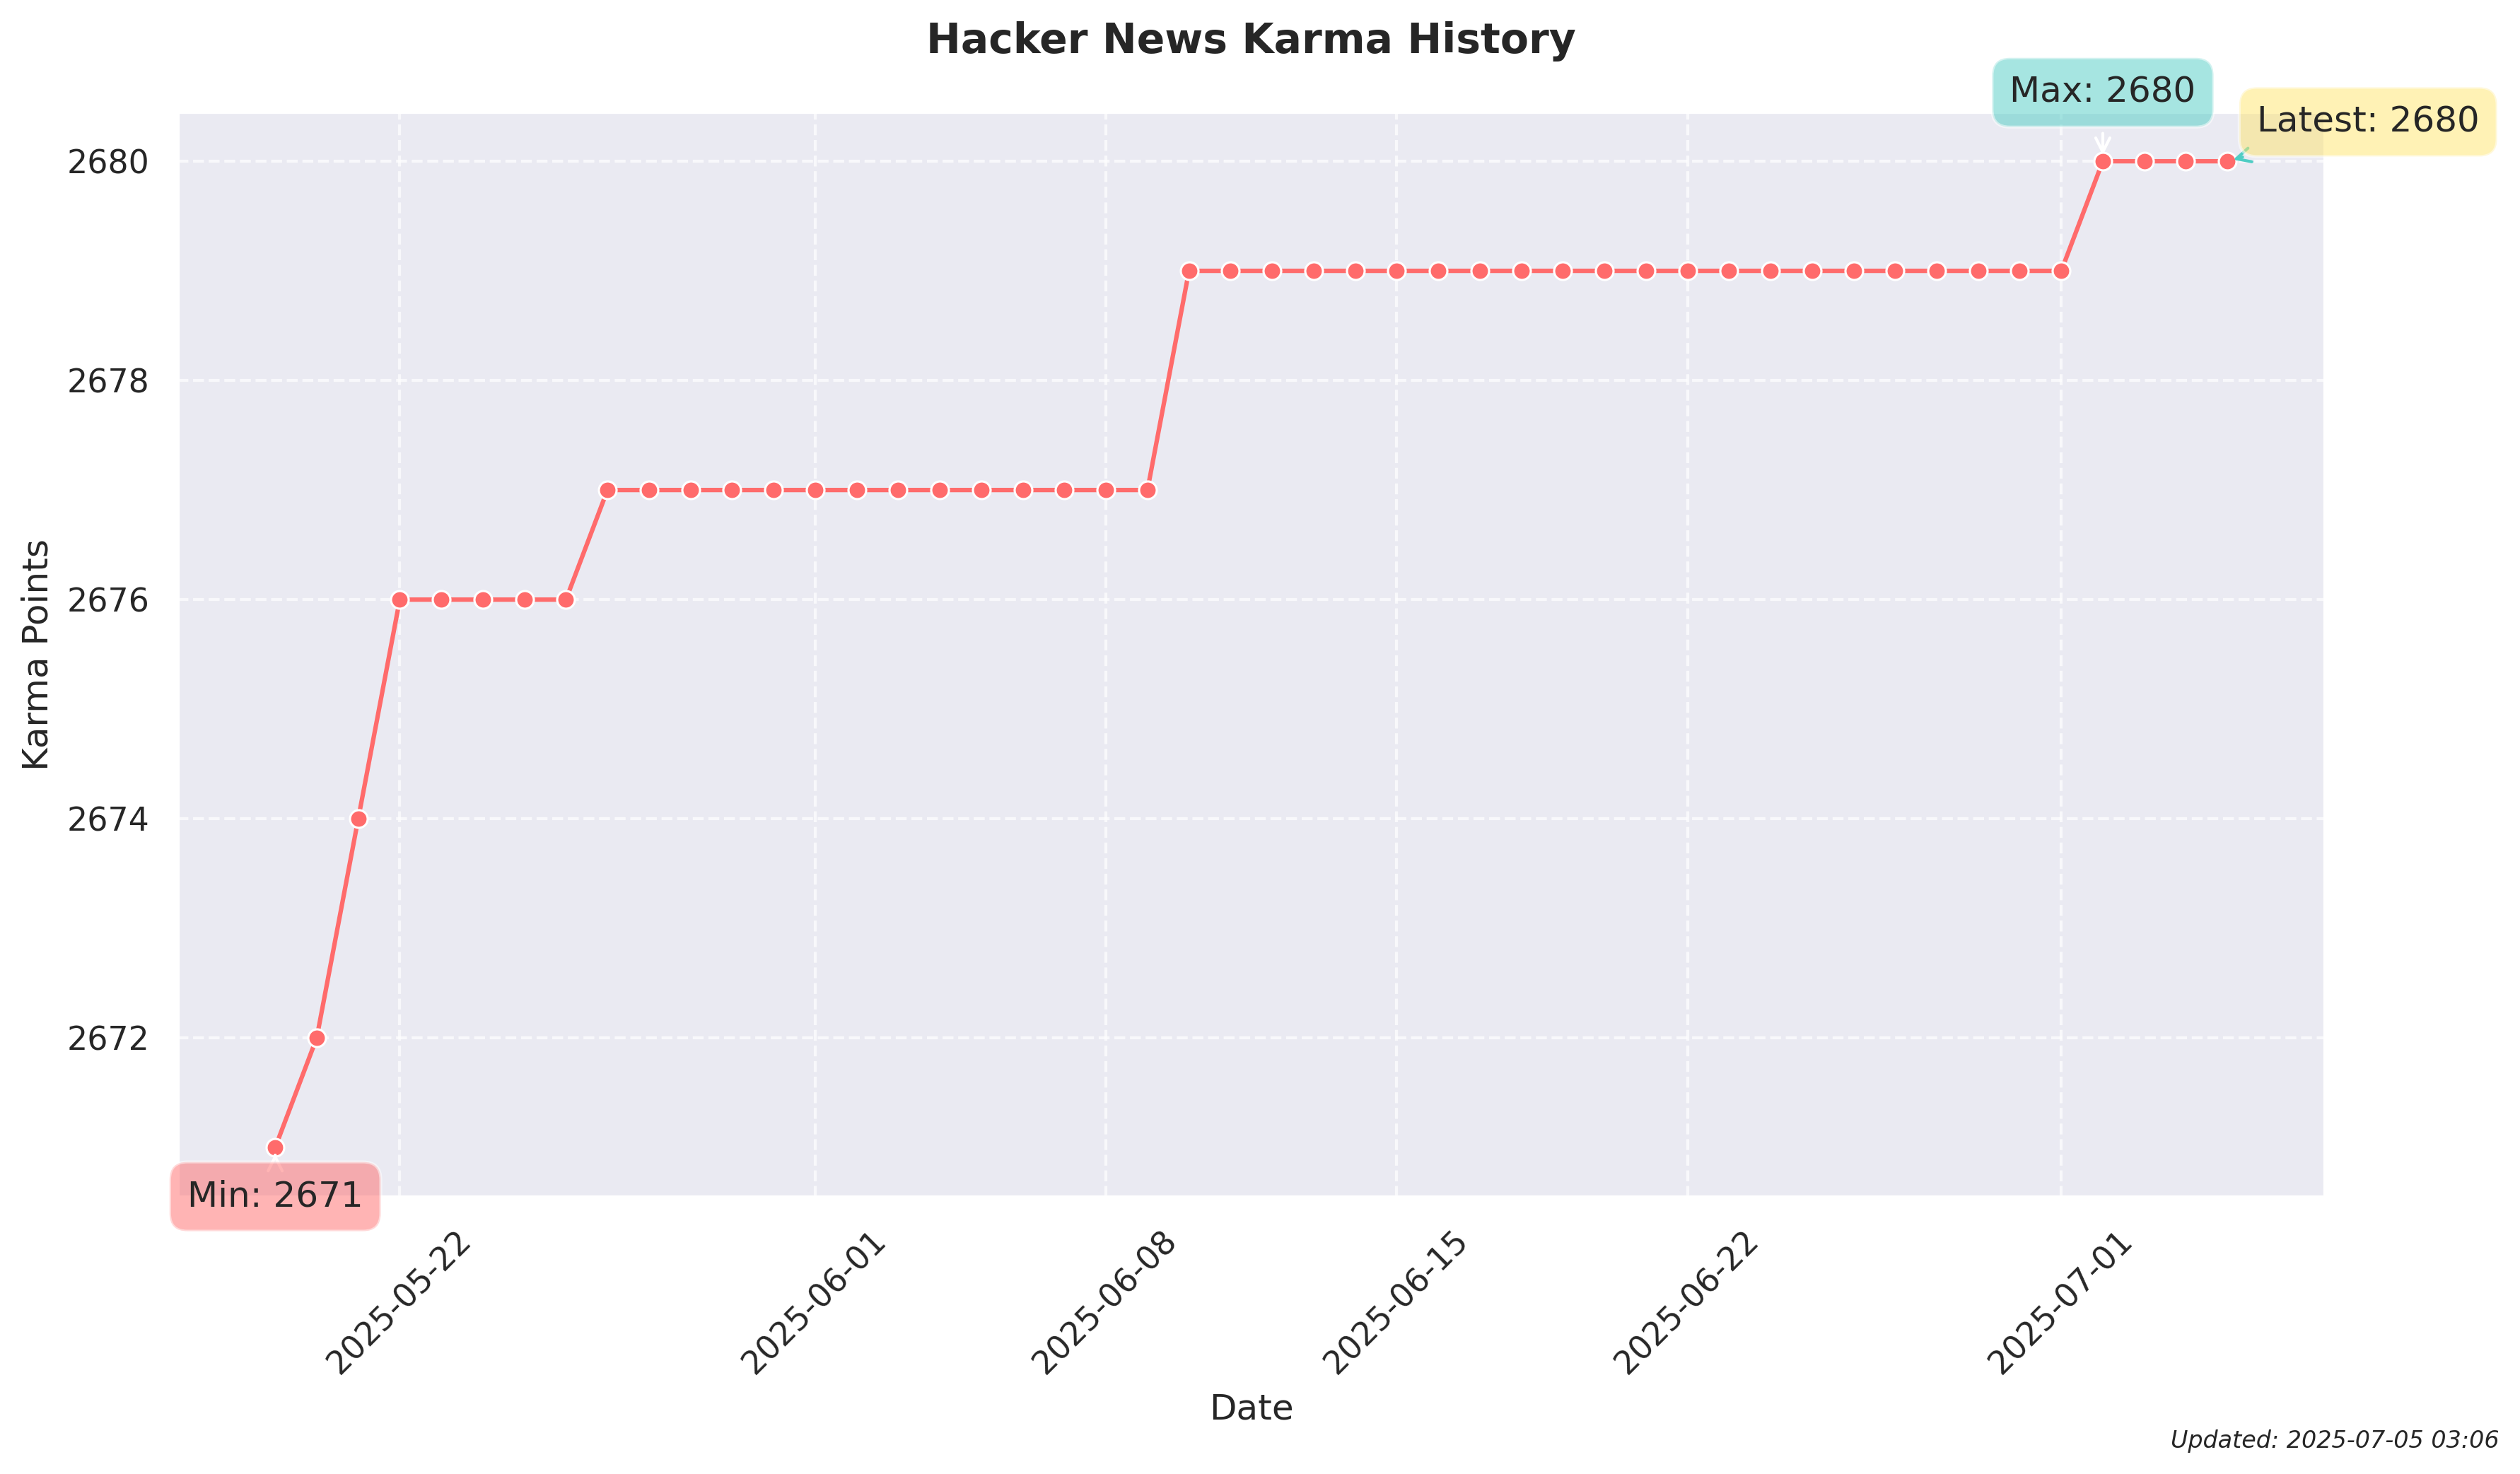 Hacker News Karma History
Max: 2680
Latest: 2680
2680
2678
2676
2674
2672
Karma Points
Min: 2671
2025-05-22
2025-06-01
2025-06-08
2025-06-15
2025-06-22
2025-07-01
Date
Updated: 2025-07-05 03:06